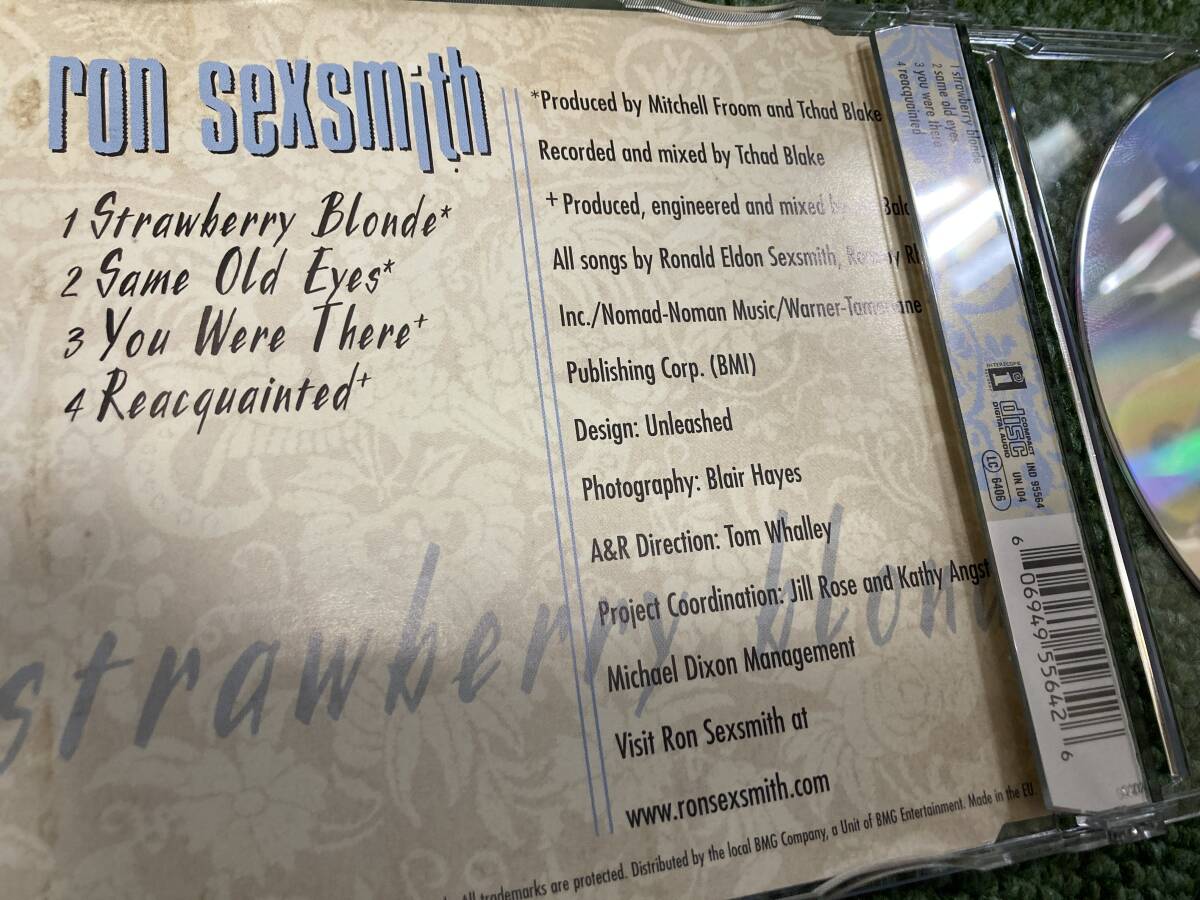 ron sexsmith
1 Strawberry Blonde*
2 Same Old Eyes*
3 You Were There+
4 Reacquainted+
strawberry blond
*Produced by Mitchell Froom and Tchad Blake
Recorded and mixed by Tchad Blake
+ Produced, engineered and mixed
All songs by Ronald Eldon Sexsmith,
Inc./Nomad-Noman Music/Warner-Tamerlane
Publishing Corp. (BMI)
Design: Unleashed
Photography: Blair Hayes
A&R Direction: Tom Whalley
Project Coordination: Jill Rose and Kathy Angst
Michael Dixon Management
Visit Ron Sexsmith at
www.ronsexsmith.com
All trademarks are protected. Distributed by the local BMG Company, a Unit of BMG Entertainment. Made in the EU.
1 strawberry blonde
2 same old eyes
3 you were there
4 reacquainted
INTERSCOPE
COMPACT
disc
DIGITAL AUDIO
IND 95564
UN 104
LC 6406
6 06949 55642 6